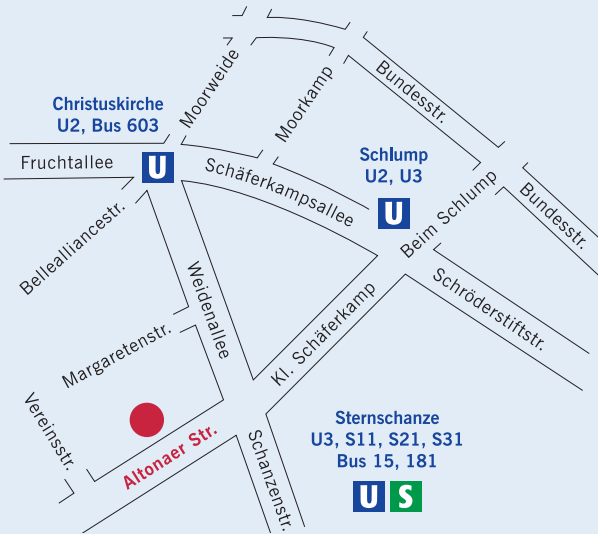 Moorweide
Bundesstr.
Moorkamp
Christuskirche
U2, Bus 603
Fruchtallee
U
Schäferkampsallee
Schlump
U2, U3
U
Beim Schlump
Bundesstr.
Bellealliancestr.
Weidenallee
Schröderstiftstr.
Kl. Schäferkamp
Margaretenstr.
Vereinsstr.
Altonaer Str.
Schanzenstr.
Sternschanze
U3, S11, S21, S31
Bus 15, 181
U S